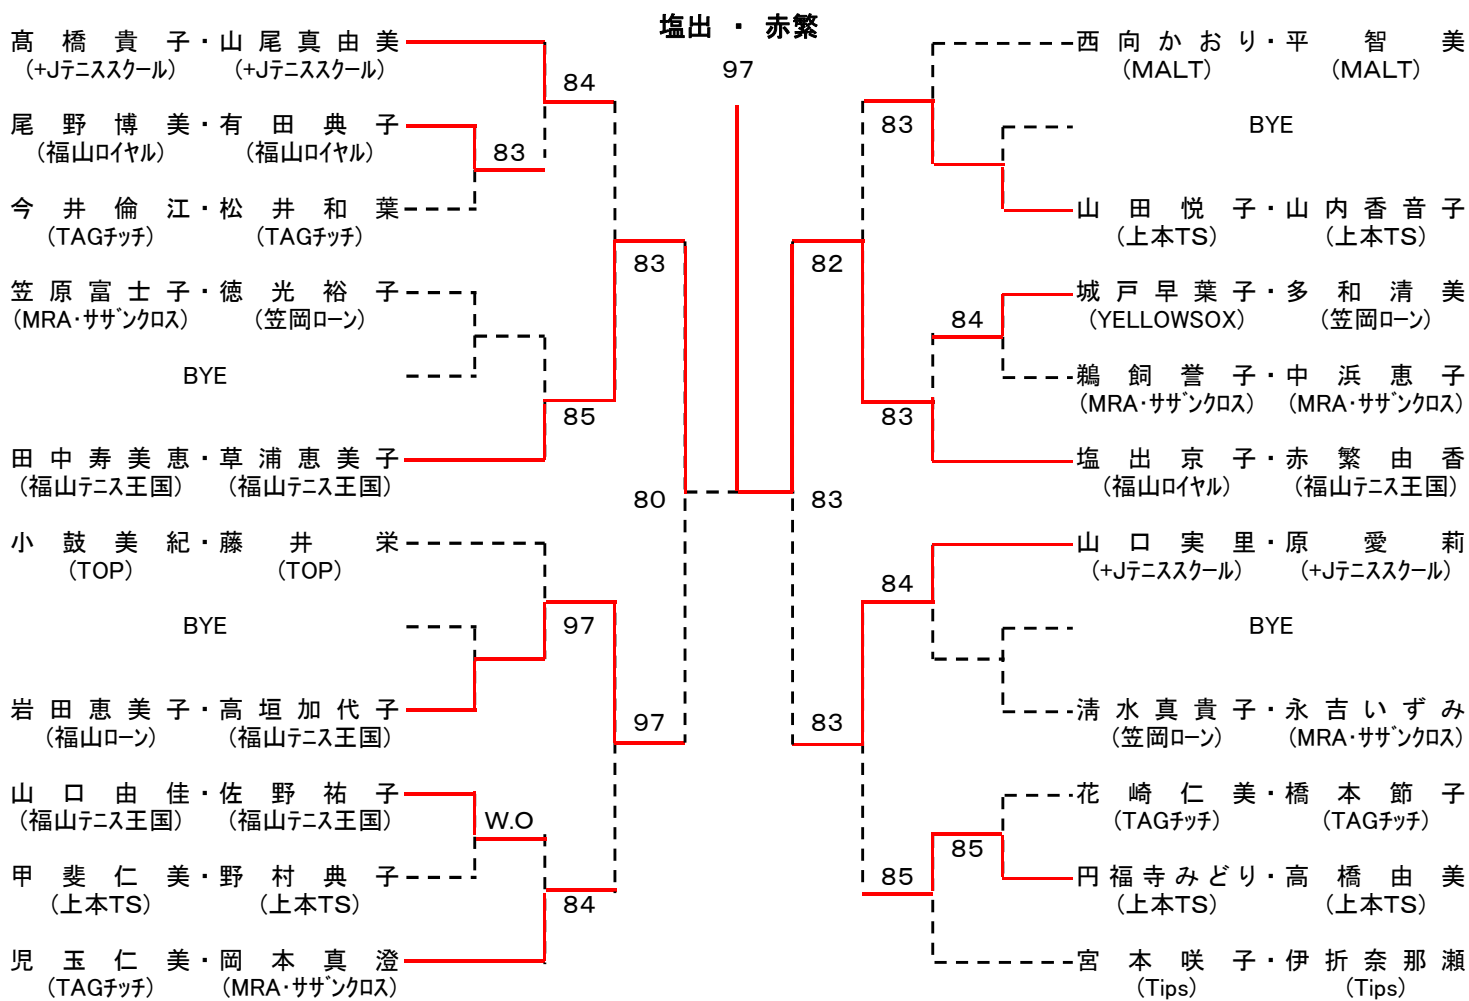 塩出 ・ 赤繁
97
髙橋貴子・山尾真由美
(+Jテニススクール) (+Jテニススクール)
84
尾野博美・有田典子
(福山ロイヤル) (福山ロイヤル)
83
今井倫江・松井和葉
(TAGチッチ) (TAGチッチ)
83
笠原富士子・徳光裕子
(MRA・サザンクロス) (笠岡ローン)
BYE
85
田中寿美恵・草浦恵美子
(福山テニス王国) (福山テニス王国)
80
小鼓美紀・藤井栄
(TOP) (TOP)
BYE
97
岩田恵美子・高垣加代子
(福山ローン) (福山テニス王国)
97
山口由佳・佐野祐子
(福山テニス王国) (福山テニス王国)
W.O
甲斐仁美・野村典子
(上本TS) (上本TS)
84
児玉仁美・岡本真澄
(TAGチッチ) (MRA・サザンクロス)
西向かおり・平智美
(MALT) (MALT)
83
BYE
山田悦子・山内香音子
(上本TS) (上本TS)
82
城戸早葉子・多和清美
(YELLOWSOX) (笠岡ローン)
84
鵜飼誉子・中浜恵子
(MRA・サザンクロス) (MRA・サザンクロス)
83
塩出京子・赤繁由香
(福山ロイヤル) (福山テニス王国)
83
山口実里・原愛莉
(+Jテニススクール) (+Jテニススクール)
84
BYE
清水真貴子・永吉いずみ
(笠岡ローン) (MRA・サザンクロス)
83
花崎仁美・橋本節子
(TAGチッチ) (TAGチッチ)
85
円福寺みどり・高橋由美
(上本TS) (上本TS)
85
宮本咲子・伊折奈那瀬
(Tips) (Tips)